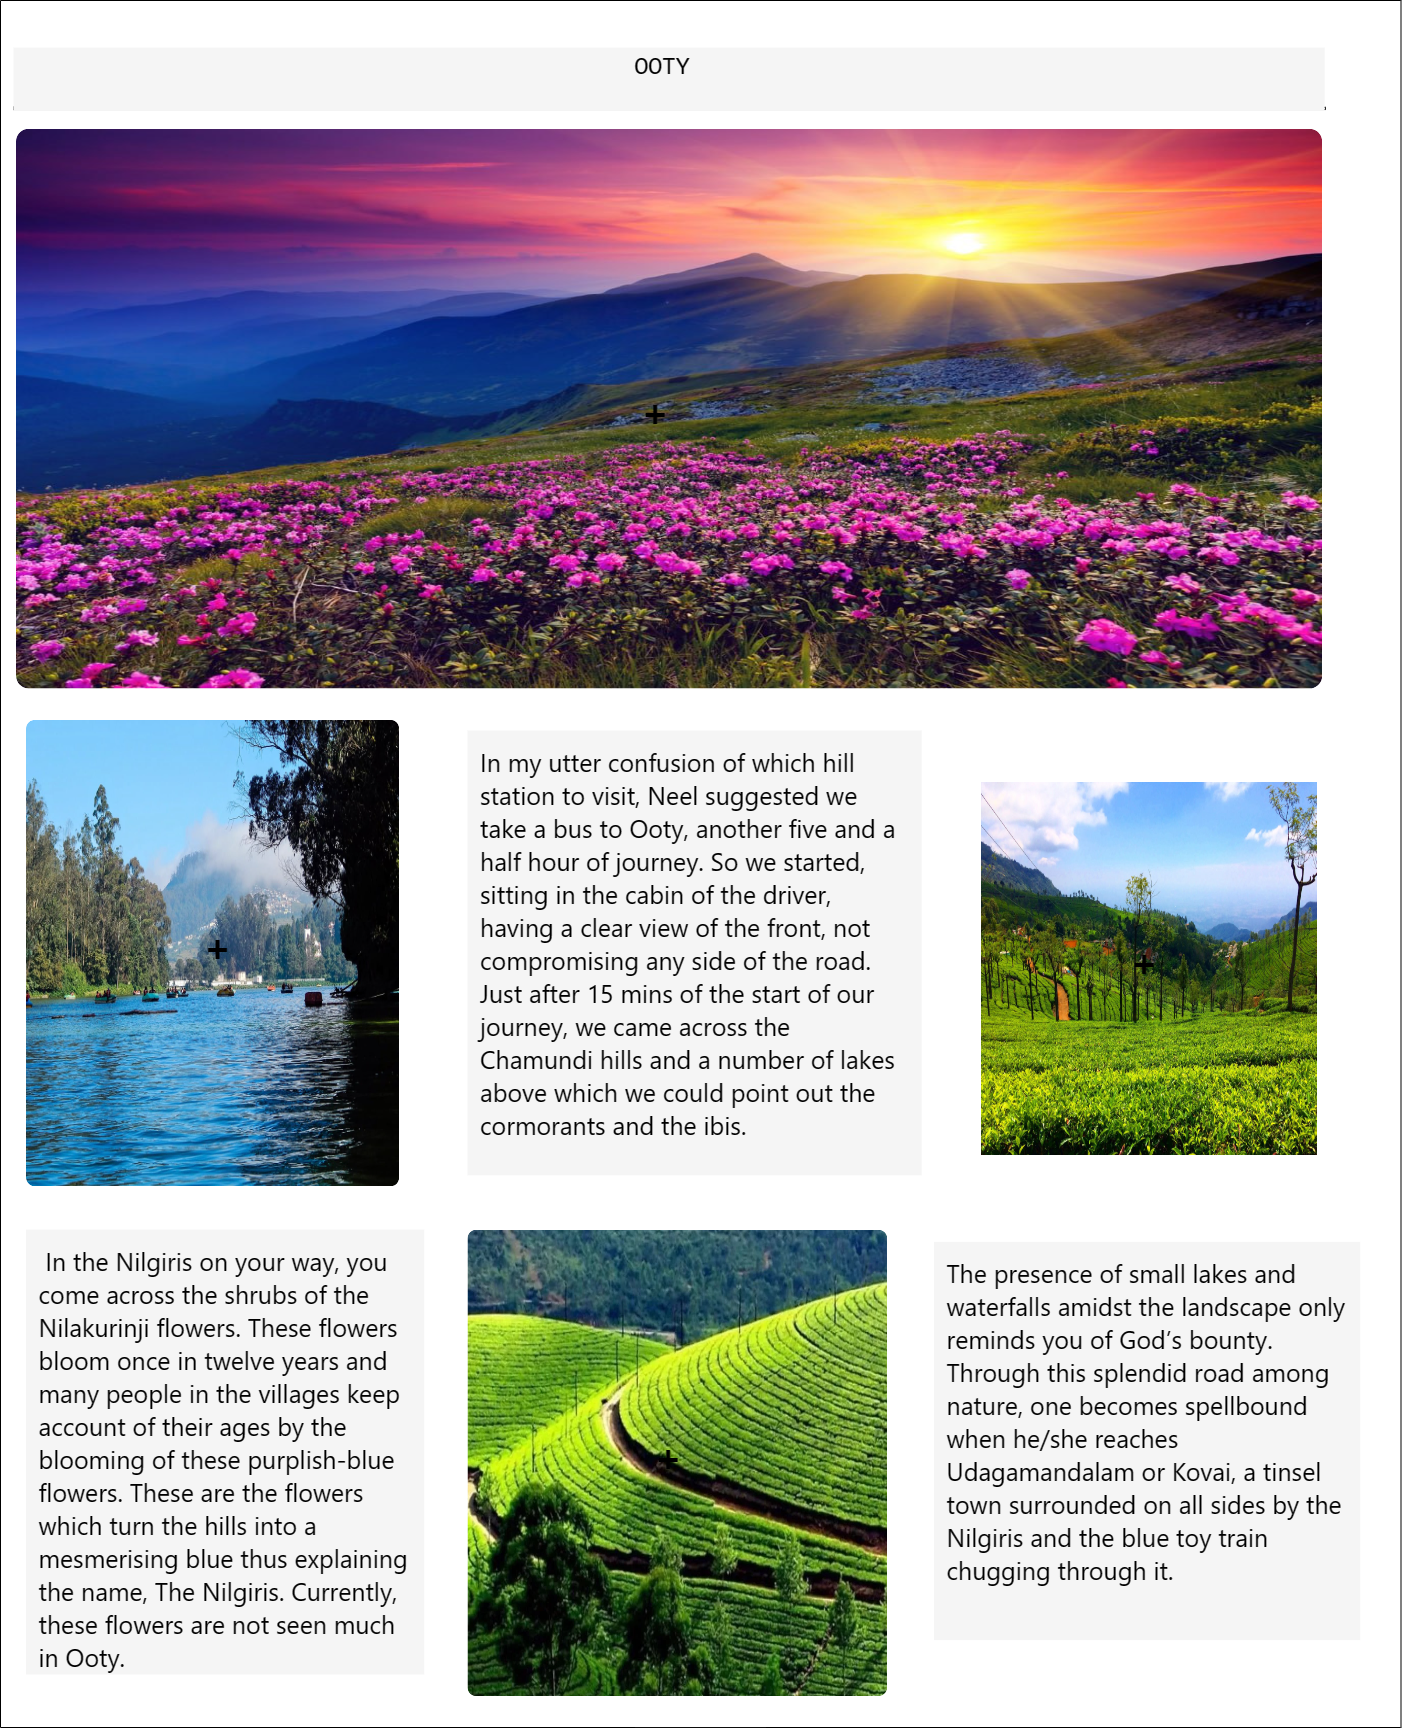 OOTY
In my utter confusion of which hill
station to visit, Neel suggested we
take a bus to Ooty, another five and a
half hour of journey. So we started,
sitting in the cabin of the driver,
having a clear view of the front, not
compromising any side of the road.
Just after 15 mins of the start of our
journey, we came across the
Chamundi hills and a number of lakes
above which we could point out the
cormorants and the ibis.
In the Nilgiris on your way, you
come across the shrubs of the
Nilakurinji flowers. These flowers
bloom once in twelve years and
many people in the villages keep
account of their ages by the
blooming of these purplish-blue
flowers. These are the flowers
which turn the hills into a
mesmerising blue thus explaining
the name, The Nilgiris. Currently,
these flowers are not seen much
in Ooty.
The presence of small lakes and
waterfalls amidst the landscape only
reminds you of God’s bounty.
Through this splendid road among
nature, one becomes spellbound
when he/she reaches
Udagamandalam or Kovai, a tinsel
town surrounded on all sides by the
Nilgiris and the blue toy train
chugging through it.